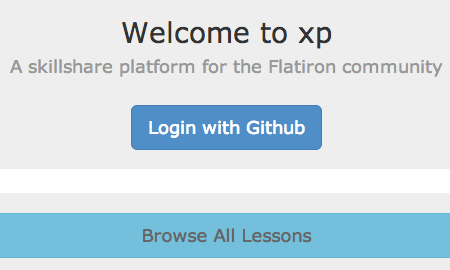 Welcome to xp
A skillshare platform for the Flatiron community
Login with Github
Browse All Lessons